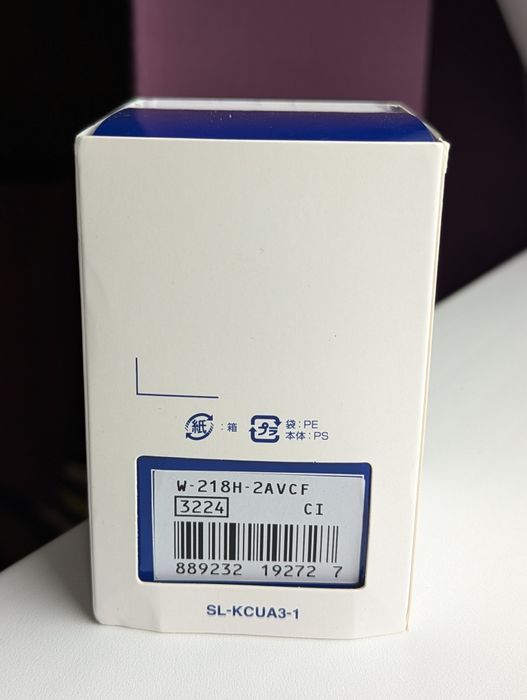 紙 : 箱
プラ 袋 : PE
本体 : PS
W-218H-2AVCF
3224 CI
889232 19272 7
SL-KCUA3-1